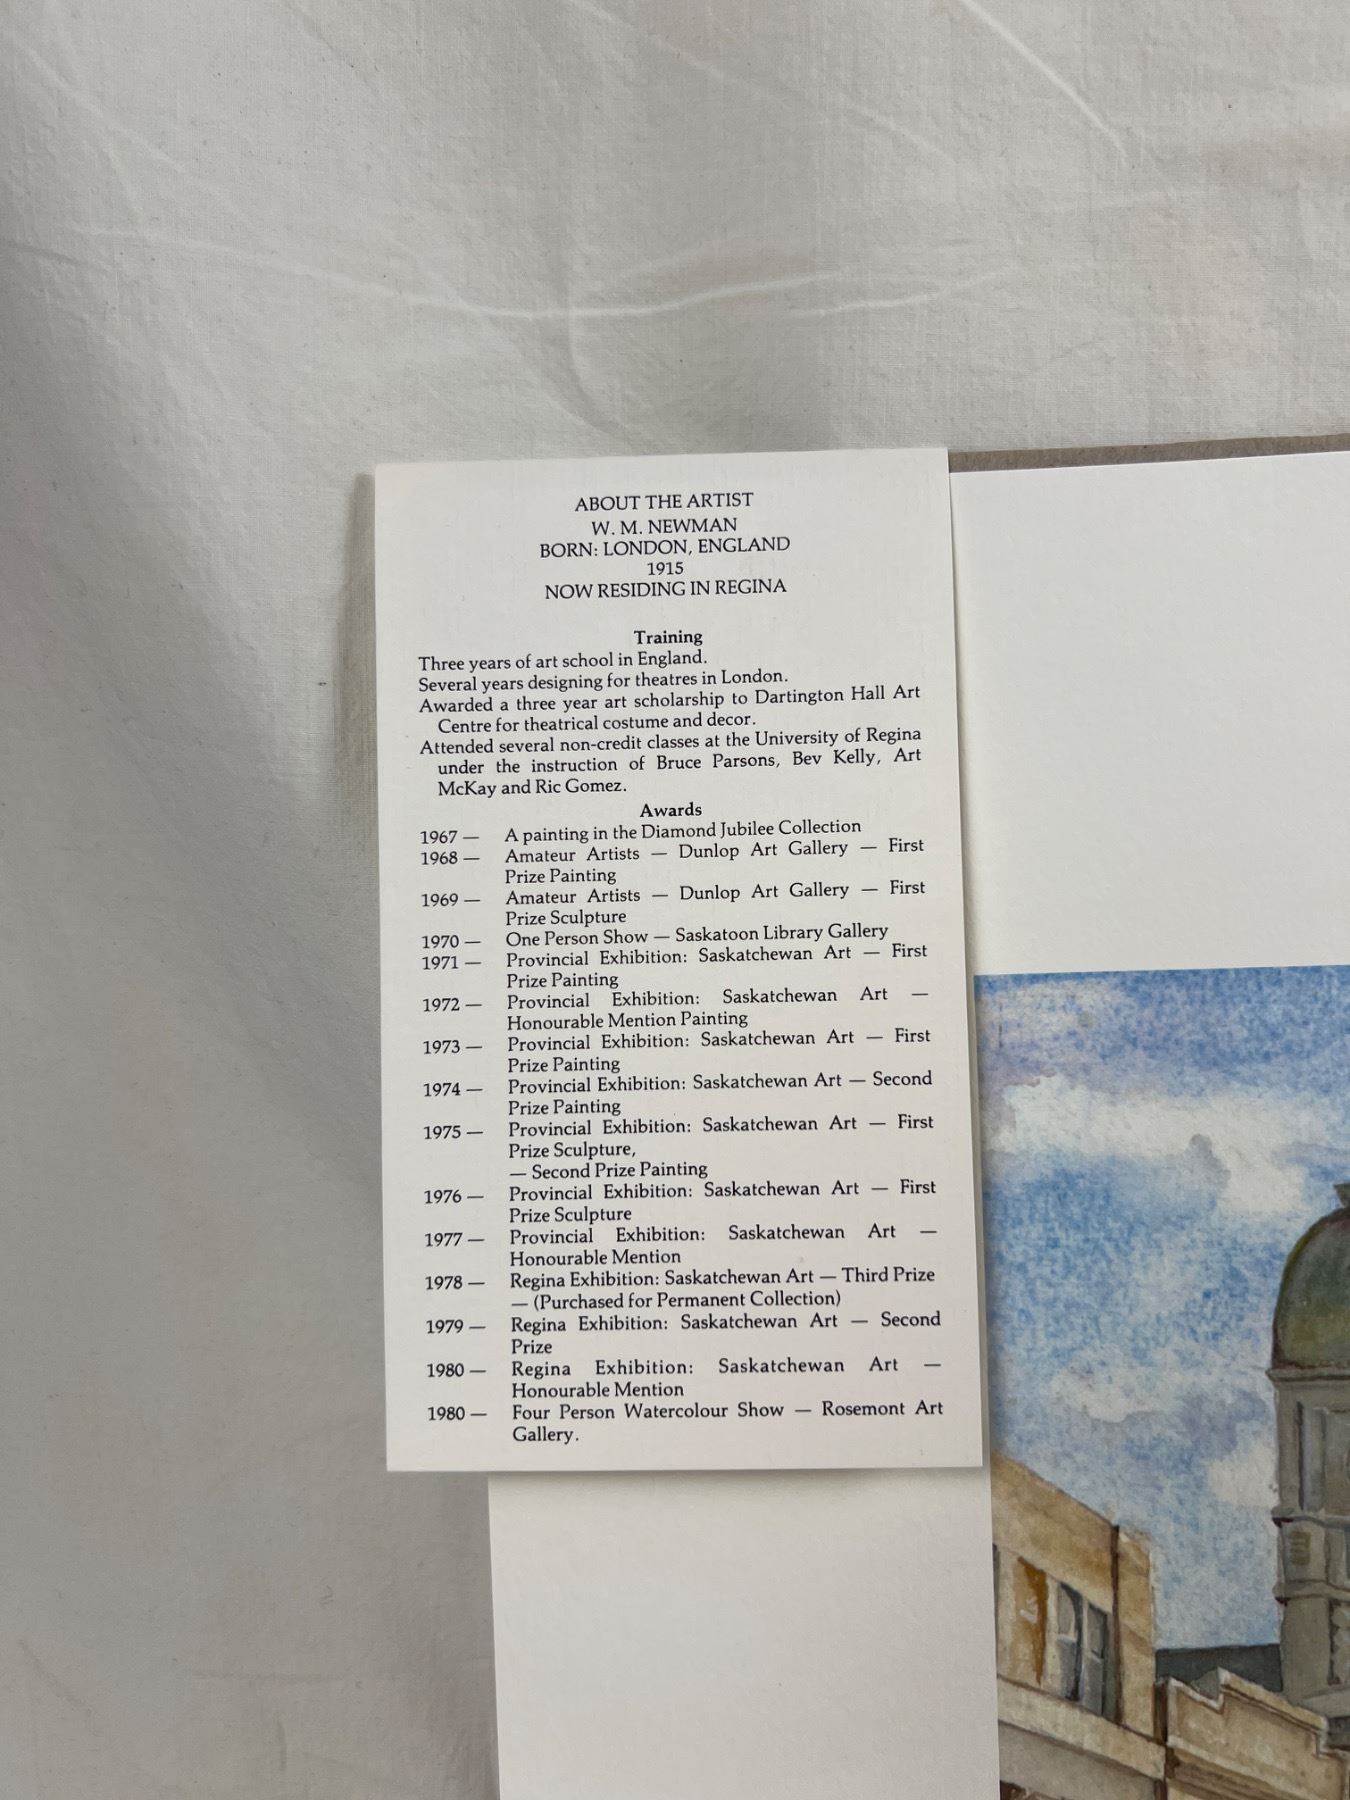 ABOUT THE ARTIST
W. M. NEWMAN
BORN: LONDON, ENGLAND
1915
NOW RESIDING IN REGINA
Training
Three years of art school in England.
Several years designing for theatres in London.
Awarded a three year art scholarship to Dartington Hall Art
Centre for theatrical costume and decor.
Attended several non-credit classes at the University of Regina
under the instruction of Bruce Parsons, Bev Kelly, Art
McKay and Ric Gomez.
Awards
1967 — A painting in the Diamond Jubilee Collection
1968 — Amateur Artists — Dunlop Art Gallery — First
Prize Painting
1969 — Amateur Artists — Dunlop Art Gallery — First
Prize Sculpture
1970 — One Person Show — Saskatoon Library Gallery
1971 — Provincial Exhibition: Saskatchewan Art — First
Prize Painting
1972 — Provincial Exhibition: Saskatchewan Art —
Honourable Mention Painting
1973 — Provincial Exhibition: Saskatchewan Art — First
Prize Painting
1974 — Provincial Exhibition: Saskatchewan Art — Second
Prize Painting
1975 — Provincial Exhibition: Saskatchewan Art — First
Prize Sculpture,
— Second Prize Painting
1976 — Provincial Exhibition: Saskatchewan Art — First
Prize Sculpture
1977 — Provincial Exhibition: Saskatchewan Art —
Honourable Mention
1978 — Regina Exhibition: Saskatchewan Art — Third Prize
— (Purchased for Permanent Collection)
1979 — Regina Exhibition: Saskatchewan Art — Second
Prize
1980 — Regina Exhibition: Saskatchewan Art —
Honourable Mention
1980 — Four Person Watercolour Show — Rosemont Art
Gallery.